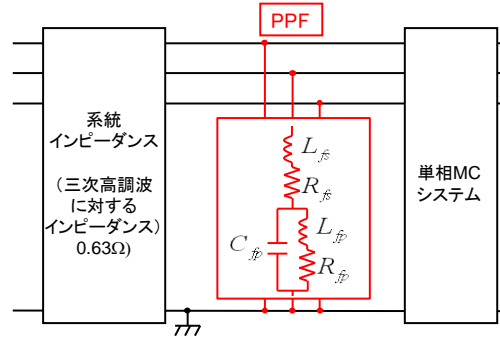 PPF
系統
インピーダンス
(三次高調波
に対する
インピーダンス)
0.63Ω)
L_fs
R_fs
C_fp
L_fp
R_fp
単相MC
システム